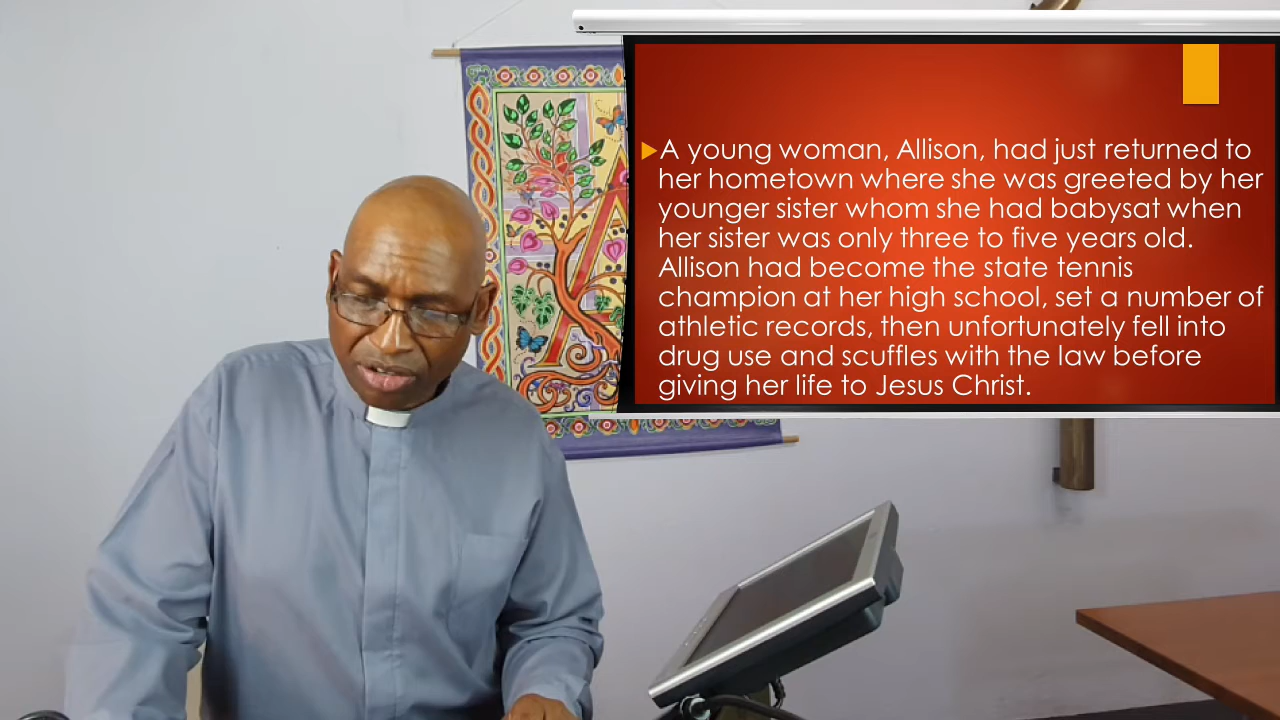 A young woman, Allison, had just returned to
her hometown where she was greeted by her
younger sister whom she had babysat when
her sister was only three to five years old.
Allison had become the state tennis
champion at her high school, set a number of
athletic records, then unfortunately fell into
drug use and scuffles with the law before
giving her life to Jesus Christ.